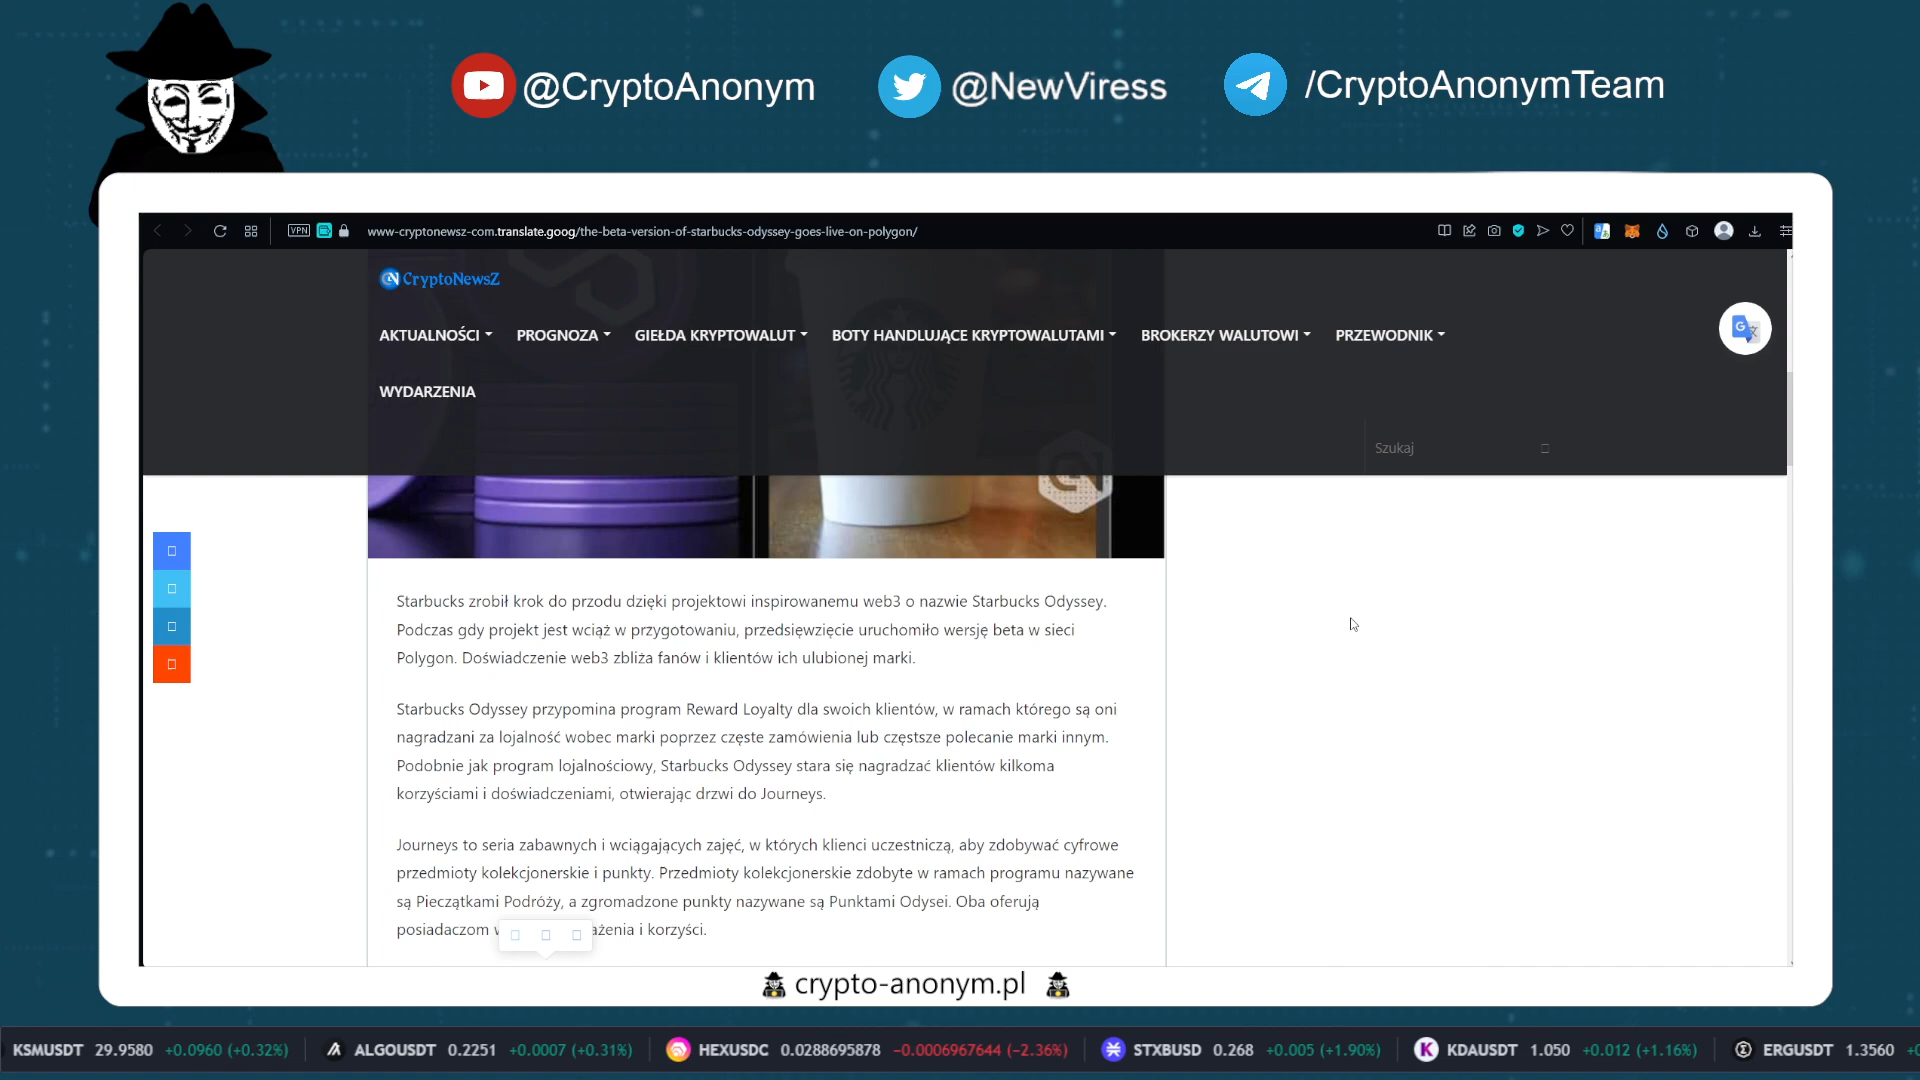 @CryptoAnonym
@NewViress
/CryptoAnonymTeam
VPN
www-cryptonewsz-com.translate.goog/the-beta-version-of-starbucks-odyssey-goes-live-on-polygon/
CryptoNewsZ
AKTUALNOŚCI
PROGNOZA
GIEŁDA KRYPTOWALUT
BOTY HANDLUJĄCE KRYPTOWALUTAMI
BROKERZY WALUTOWI
PRZEWODNIK
WYDARZENIA
Szukaj
Starbucks zrobił krok do przodu dzięki projektowi inspirowanemu web3 o nazwie Starbucks Odyssey.
Podczas gdy projekt jest wciąż w przygotowaniu, przedsięwzięcie uruchomiło wersję beta w sieci
Polygon. Doświadczenie web3 zbliża fanów i klientów ich ulubionej marki.
Starbucks Odyssey przypomina program Reward Loyalty dla swoich klientów, w ramach którego są oni
nagradzani za lojalność wobec marki poprzez częste zamówienia lub częstsze polecanie marki innym.
Podobnie jak program lojalnościowy, Starbucks Odyssey stara się nagradzać klientów kilkoma
korzyściami i doświadczeniami, otwierając drzwi do Journeys.
Journeys to seria zabawnych i wciągających zajęć, w których klienci uczestniczą, aby zdobywać cyfrowe
przedmioty kolekcjonerskie i punkty. Przedmioty kolekcjonerskie zdobyte w ramach programu nazywane
są Pieczątkami Podróży, a zgromadzone punkty nazywane są Punktami Odysei. Oba oferują
posiadaczom i korzyści.
crypto-anonym.pl
KSMUSDT 29.9580 +0.0960 (+0.32%)
ALGOUSDT 0.2251 +0.0007 (+0.31%)
HEXUSDC 0.0288695878 −0.0006967644 (−2.36%)
STXBUSD 0.268 +0.005 (+1.90%)
KDAUSDT 1.050 +0.012 (+1.16%)
ERGUSDT 1.3560